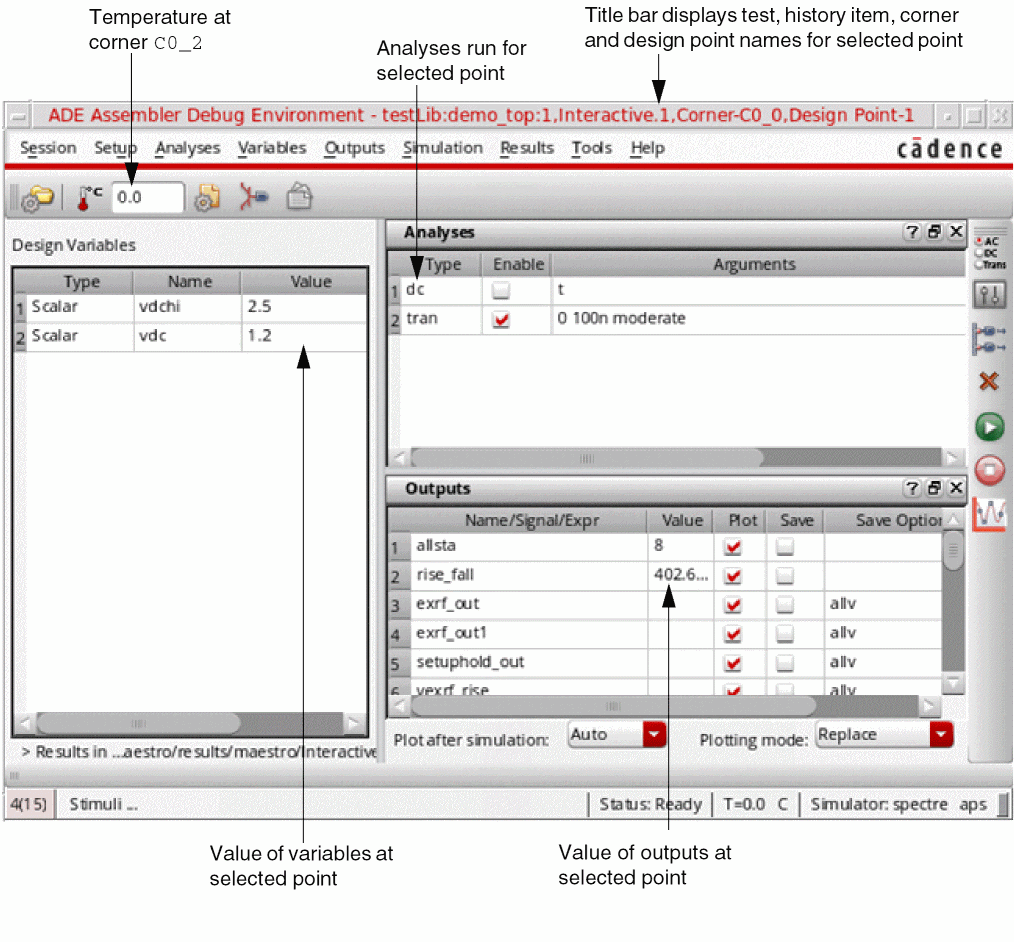 Temperature at
corner C0_2
Analyses run for
selected point
Title bar displays test, history item, corner
and design point names for selected point
ADE Assembler Debug Environment - testLib:demo_top:1,Interactive.1,Corner-C0_0,Design Point-1
Session Setup Analyses Variables Outputs Simulation Results Tools Help cādence
°C 0.0
Design Variables
Type Name Value
1 Scalar vdchi 2.5
2 Scalar vdc 1.2
> Results in ...aestro/results/maestro/Interactive
Analyses
Type Enable Arguments
1 dc t
2 tran 0 100n moderate
Outputs
Name/Signal/Expr Value Plot Save Save Option
1 allsta 8
2 rise_fall 402.6...
3 exrf_out allv
4 exrf_out1 allv
5 setuphold_out allv
6 vexrf_rise allv
Plot after simulation: Auto Plotting mode: Replace
AC
DC
Trans
4(15) Stimuli ... Status: Ready T=0.0 C Simulator: spectre aps
Value of variables at
selected point
Value of outputs at
selected point